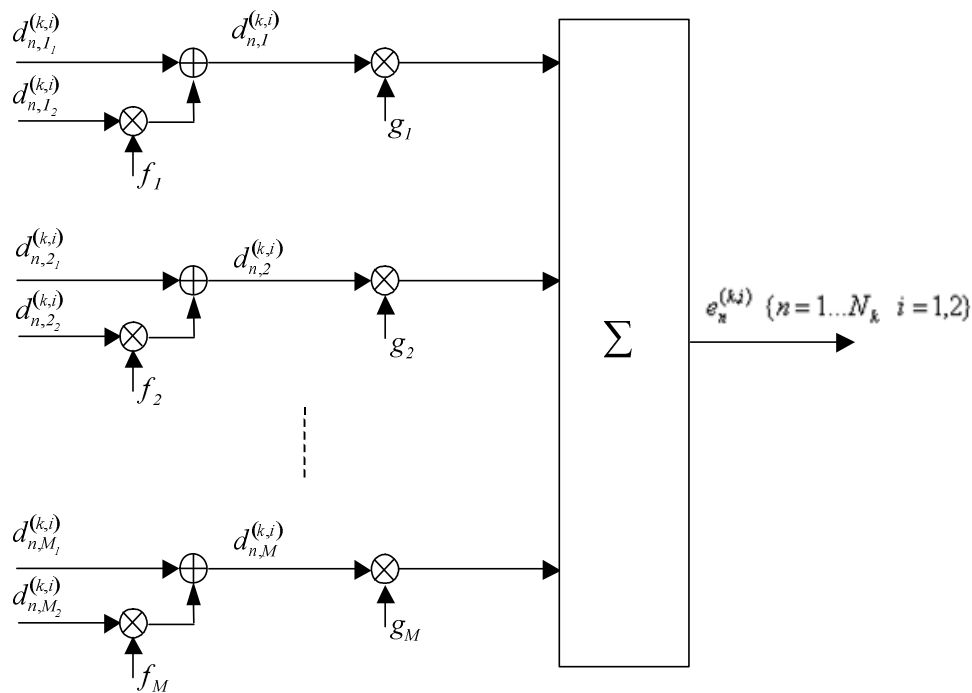 d_{n,1_1}^{(k,i)}
d_{n,1}^{(k,i)}
d_{n,1_2}^{(k,i)}
g_1
f_1
d_{n,2_1}^{(k,i)}
d_{n,2}^{(k,i)}
d_{n,2_2}^{(k,i)}
g_2
f_2
Σ
e_n^{(k,i)} {n = 1...N_k i = 1,2}
d_{n,M_1}^{(k,i)}
d_{n,M}^{(k,i)}
d_{n,M_2}^{(k,i)}
g_M
f_M